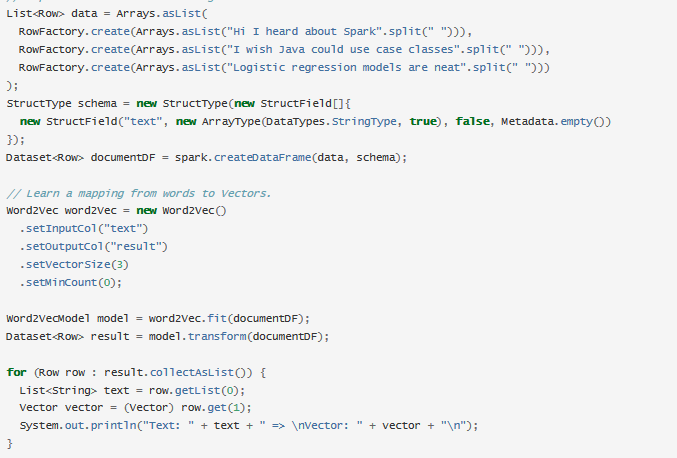 List<Row> data = Arrays.asList(
  RowFactory.create(Arrays.asList("Hi I heard about Spark".split(" "))),
  RowFactory.create(Arrays.asList("I wish Java could use case classes".split(" "))),
  RowFactory.create(Arrays.asList("Logistic regression models are neat".split(" ")))
);
StructType schema = new StructType(new StructField[]{
  new StructField("text", new ArrayType(DataTypes.StringType, true), false, Metadata.empty())
});
Dataset<Row> documentDF = spark.createDataFrame(data, schema);

// Learn a mapping from words to Vectors.
Word2Vec word2Vec = new Word2Vec()
  .setInputCol("text")
  .setOutputCol("result")
  .setVectorSize(3)
  .setMinCount(0);

Word2VecModel model = word2Vec.fit(documentDF);
Dataset<Row> result = model.transform(documentDF);

for (Row row : result.collectAsList()) {
  List<String> text = row.getList(0);
  Vector vector = (Vector) row.get(1);
  System.out.println("Text: " + text + " => \nVector: " + vector + "\n");
}